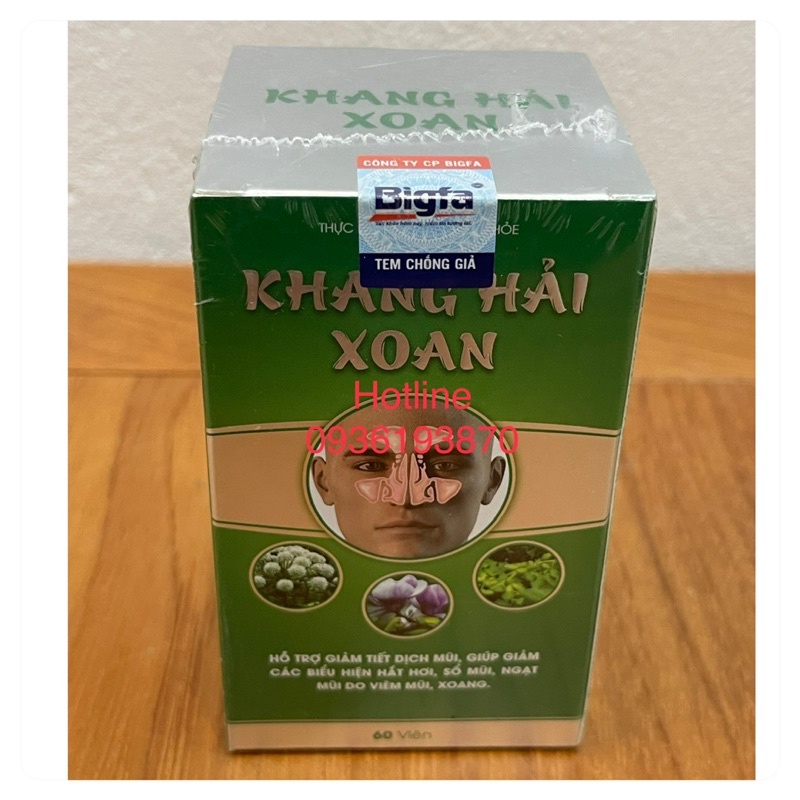 KHANG HẢI
XOAN
CÔNG TY CP BIGFA
Bigfa
TEM CHỐNG GIẢ
THỰC KHỎE
KHANG HẢI
XOAN
Hotline
0936193870
HỖ TRỢ GIẢM TIẾT DỊCH MŨI, GIÚP GIẢM
CÁC BIỂU HIỆN HẮT HƠI, SỔ MŨI, NGẠT
MŨI DO VIÊM MŨI, XOANG.
60 Viên